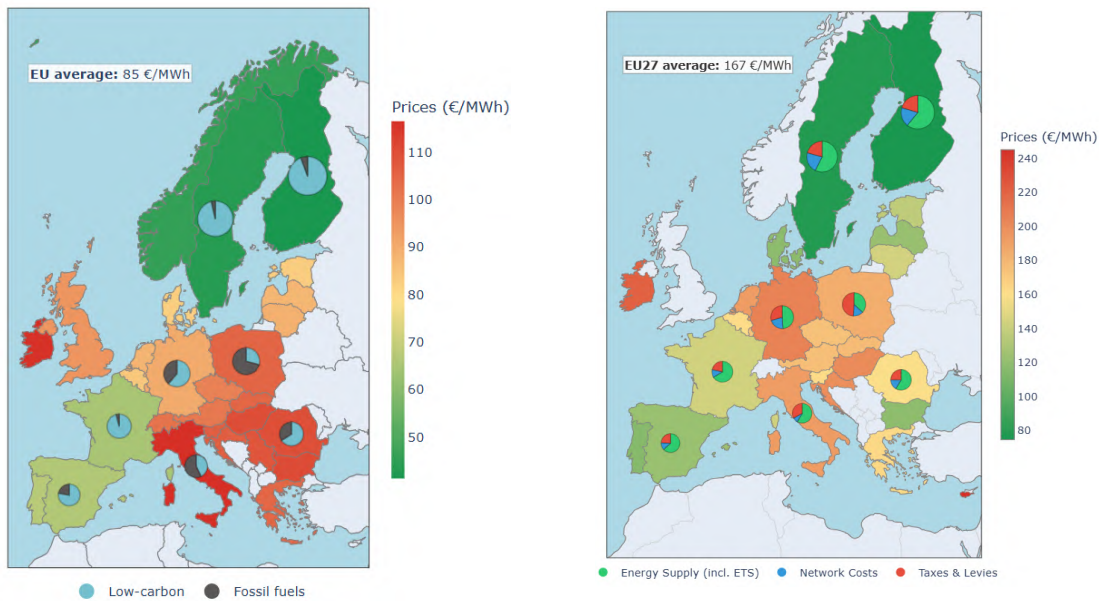 EU average: 85 €/MWh
Prices (€/MWh)
110
100
90
80
70
60
50
Low-carbon
Fossil fuels
EU27 average: 167 €/MWh
Prices (€/MWh)
240
220
200
180
160
140
120
100
80
Energy Supply (incl. ETS)
Network Costs
Taxes & Levies